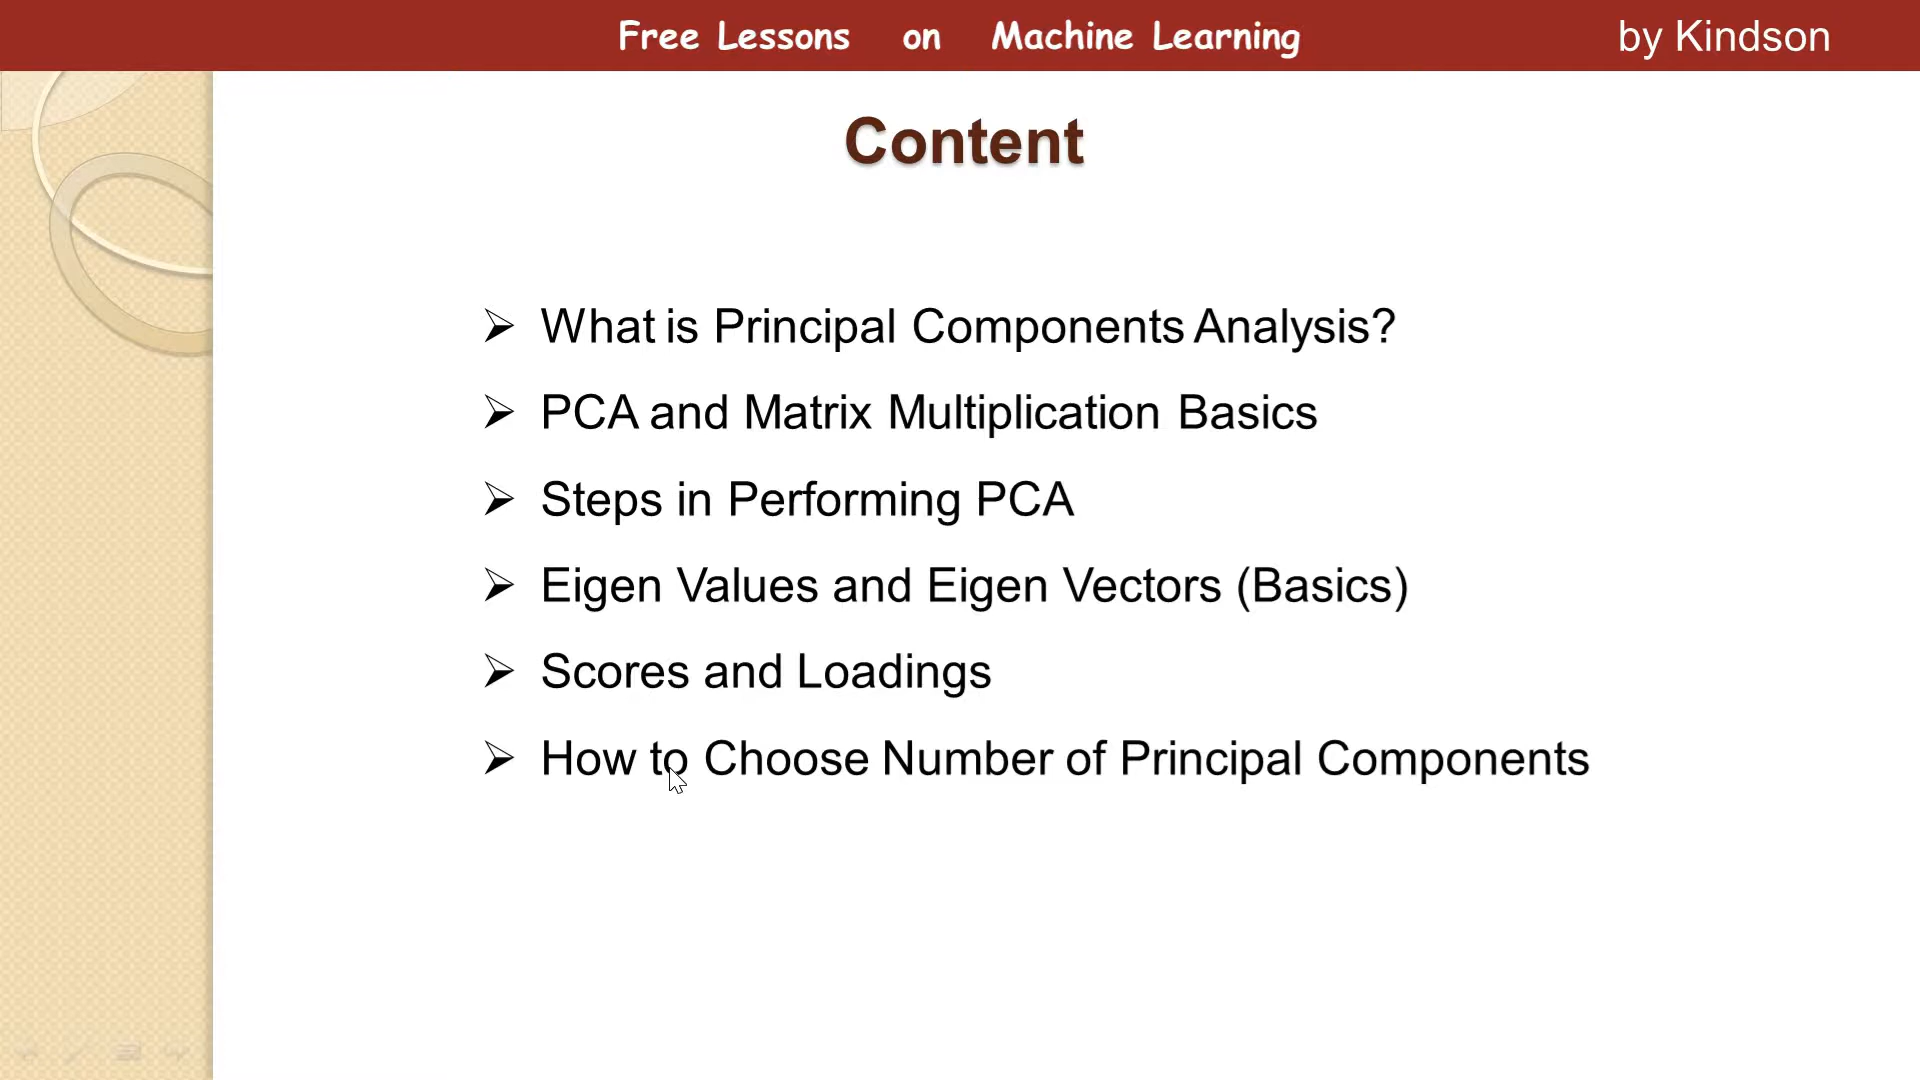 Free Lessons on Machine Learning by Kindson
Content
What is Principal Components Analysis?
PCA and Matrix Multiplication Basics
Steps in Performing PCA
Eigen Values and Eigen Vectors (Basics)
Scores and Loadings
How to Choose Number of Principal Components